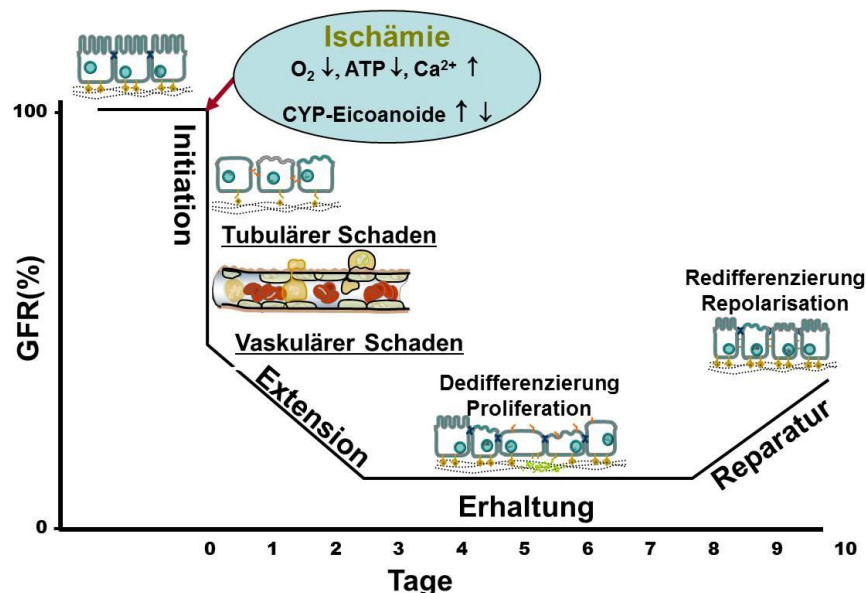 Ischämie
O₂ ↓, ATP ↓, Ca²⁺ ↑
CYP-Eicoanoide ↑ ↓
100
Initiation
GFR(%)
Tubulärer Schaden
Vaskulärer Schaden
Extension
Dedifferenzierung
Proliferation
Redifferenzierung
Repolarisation
Reparatur
Erhaltung
0
0 1 2 3 4 5 6 7 8 9 10
Tage